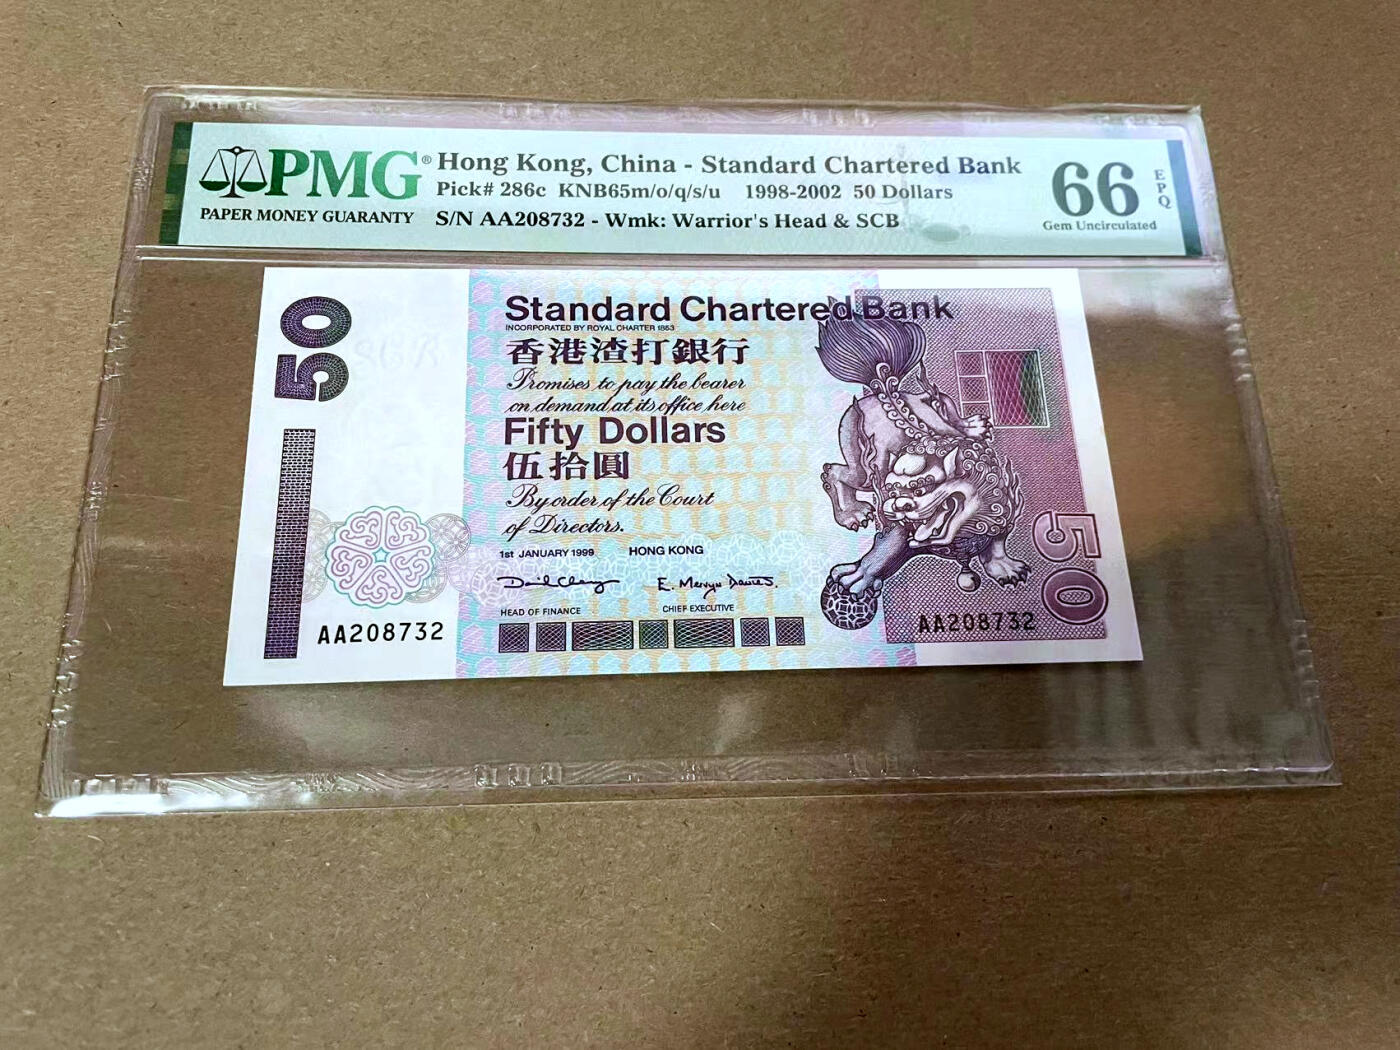 PMG®
PAPER MONEY GUARANTY
Hong Kong, China - Standard Chartered Bank
Pick# 286c KNB65m/o/q/s/u 1998-2002 50 Dollars
S/N AA208732 - Wmk: Warrior's Head & SCB
66
EPQ
Gem Uncirculated
50
Standard Chartered Bank
INCORPORATED BY ROYAL CHARTER 1853
香港渣打銀行
Promises to pay the bearer
on demand at its office here
Fifty Dollars
伍拾圓
By order of the Court
of Directors.
1st JANUARY 1999 HONG KONG
David Chang E. Mervyn Davies.
HEAD OF FINANCE CHIEF EXECUTIVE
AA208732
AA208732
50